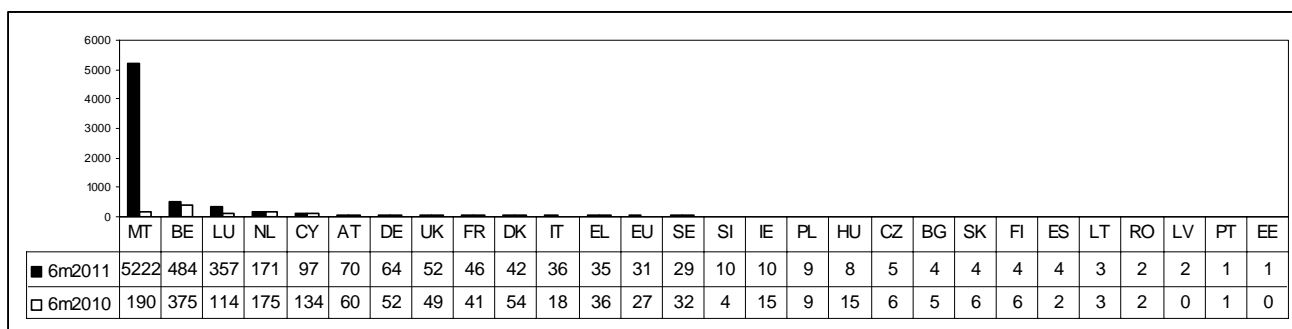 6000
5000
4000
3000
2000
1000
0
MT BE LU NL CY AT DE UK FR DK IT EL EU SE SI IE PL HU CZ BG SK FI ES LT RO LV PT EE
6m2011 5222 484 357 171 97 70 64 52 46 42 36 35 31 29 10 10 9 8 5 4 4 4 4 3 2 2 1 1
6m2010 190 375 114 175 134 60 52 49 41 54 18 36 27 32 4 15 9 15 6 5 6 6 2 3 2 0 1 0